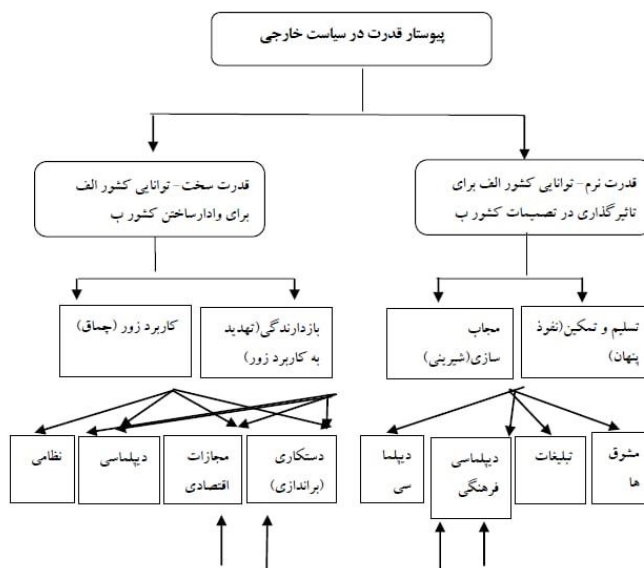 پیوستار قدرت در سیاست خارجی
قدرت نرم- توانایی کشور الف برای
تاثیرگذاری در تصمیمات کشور ب
قدرت سخت- توانایی کشور الف
برای وادارساختن کشور ب
تسلیم و تمکین(نفوذ
پنهان)
مجاب
سازی(شیرینی)
بازدارندگی(تهدید
به کاربرد زور)
کاربرد زور (چماق)
مشوق
ها
تبلیغات
دیپلماسی
فرهنگی
دیپلما
سی
دستکاری
(براندازی)
مجازات
اقتصادی
دیپلماسی
نظامی